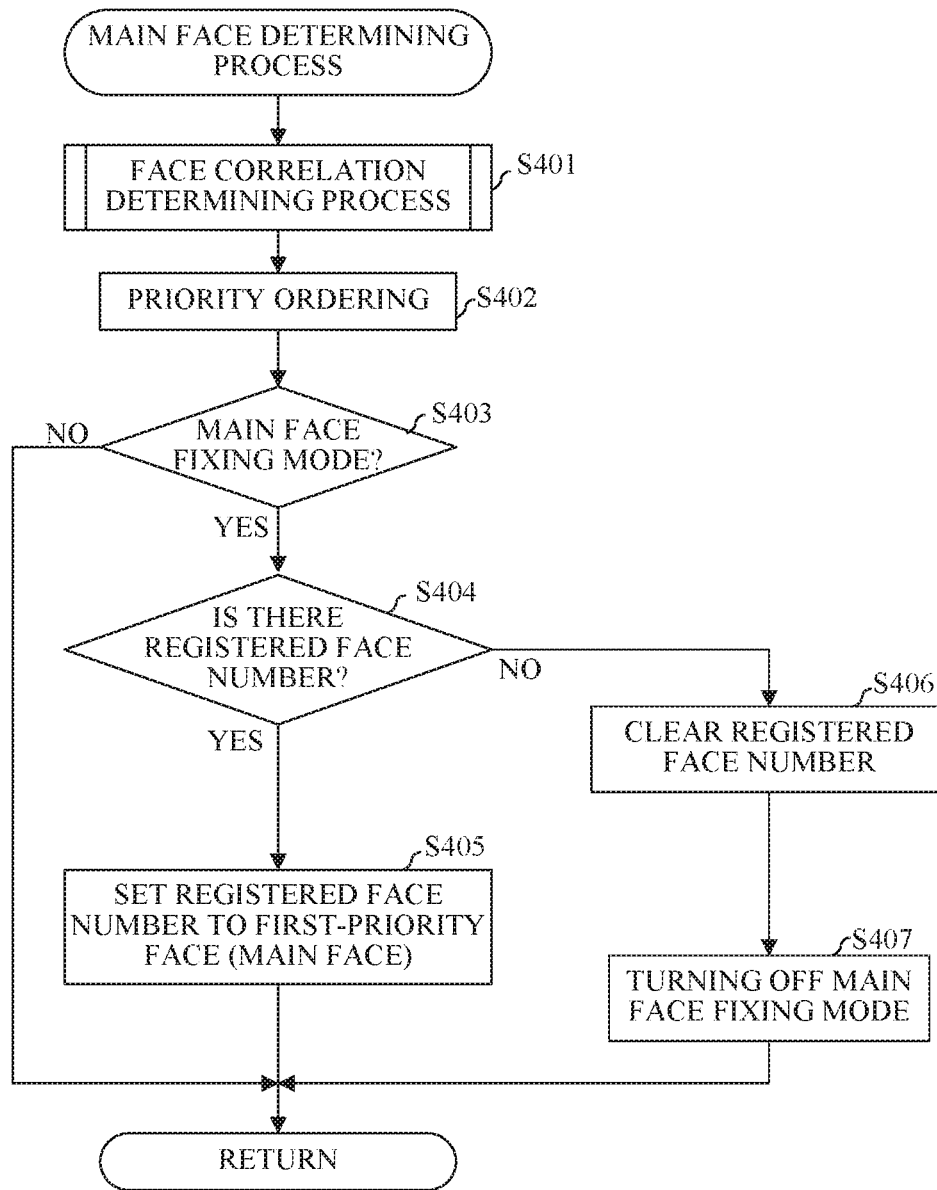 MAIN FACE DETERMINING
PROCESS
FACE CORRELATION
DETERMINING PROCESS
S401
PRIORITY ORDERING
S402
S403
NO
MAIN FACE
FIXING MODE?
YES
S404
IS THERE
REGISTERED FACE
NUMBER?
NO
YES
S406
CLEAR REGISTERED
FACE NUMBER
S405
SET REGISTERED FACE
NUMBER TO FIRST-PRIORITY
FACE (MAIN FACE)
S407
TURNING OFF MAIN
FACE FIXING MODE
RETURN